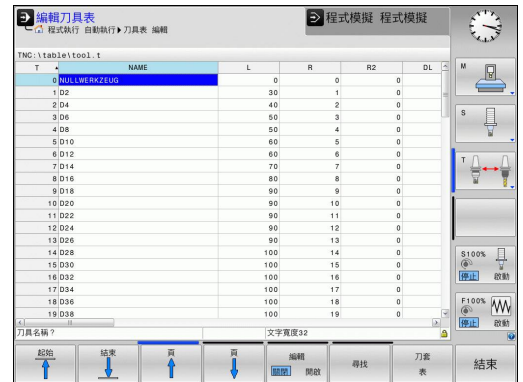 編輯刀具表
程式執行 自動執行▶刀具表 編輯
程式模擬 程式模擬
TNC:\table\tool.t
T NAME L R R2 DL
0 NULLWERKZEUG 0 0 0
1 D2 30 1 0
2 D4 40 2 0
3 D6 50 3 0
4 D8 50 4 0
5 D10 60 5 0
6 D12 60 6 0
7 D14 70 7 0
8 D16 80 8 0
9 D18 90 9 0
10 D20 90 10 0
11 D22 90 11 0
12 D24 90 12 0
13 D26 90 13 0
14 D28 100 14 0
15 D30 100 15 0
16 D32 100 16 0
17 D34 100 17 0
18 D36 100 18 0
19 D38 100 19 0
刀具名稱? 文字寬度32
M
S
T
S100%
停止 啟動
F100%
停止 啟動
起始
結束
頁
頁
編輯
關閉 開啟
尋找
刀套
表
結束